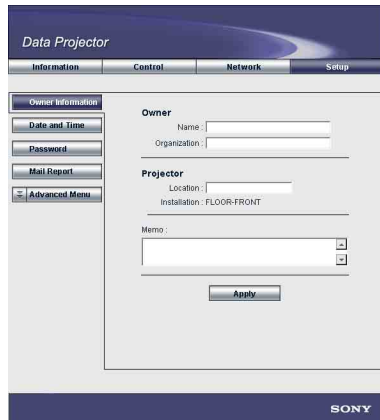 Data Projector
Information Control Network Setup
Owner Information
Date and Time
Password
Mail Report
Advanced Menu
Owner
Name :
Organization :
Projector
Location :
Installation : FLOOR-FRONT
Memo :
Apply
SONY